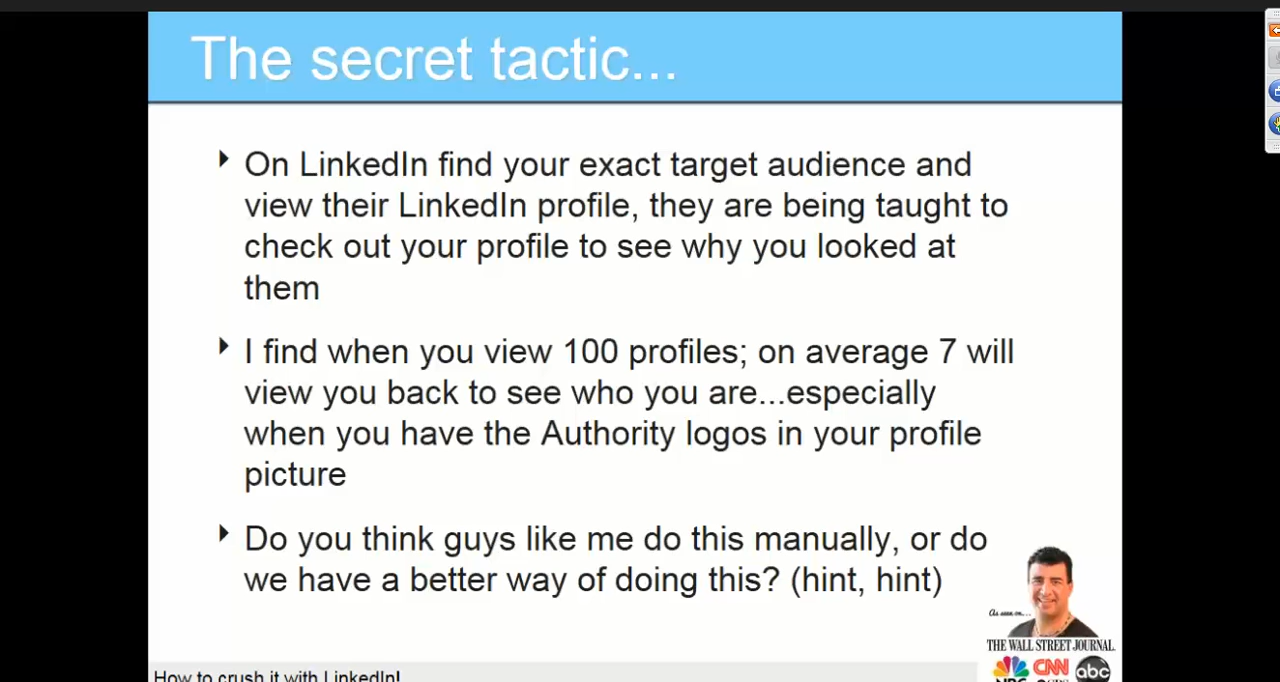 The secret tactic...
On LinkedIn find your exact target audience and
view their LinkedIn profile, they are being taught to
check out your profile to see why you looked at
them
I find when you view 100 profiles; on average 7 will
view you back to see who you are...especially
when you have the Authority logos in your profile
picture
Do you think guys like me do this manually, or do
we have a better way of doing this? (hint, hint)
As seen on...
THE WALL STREET JOURNAL.
CNN
abc
NBC
How to crush it with LinkedIn!